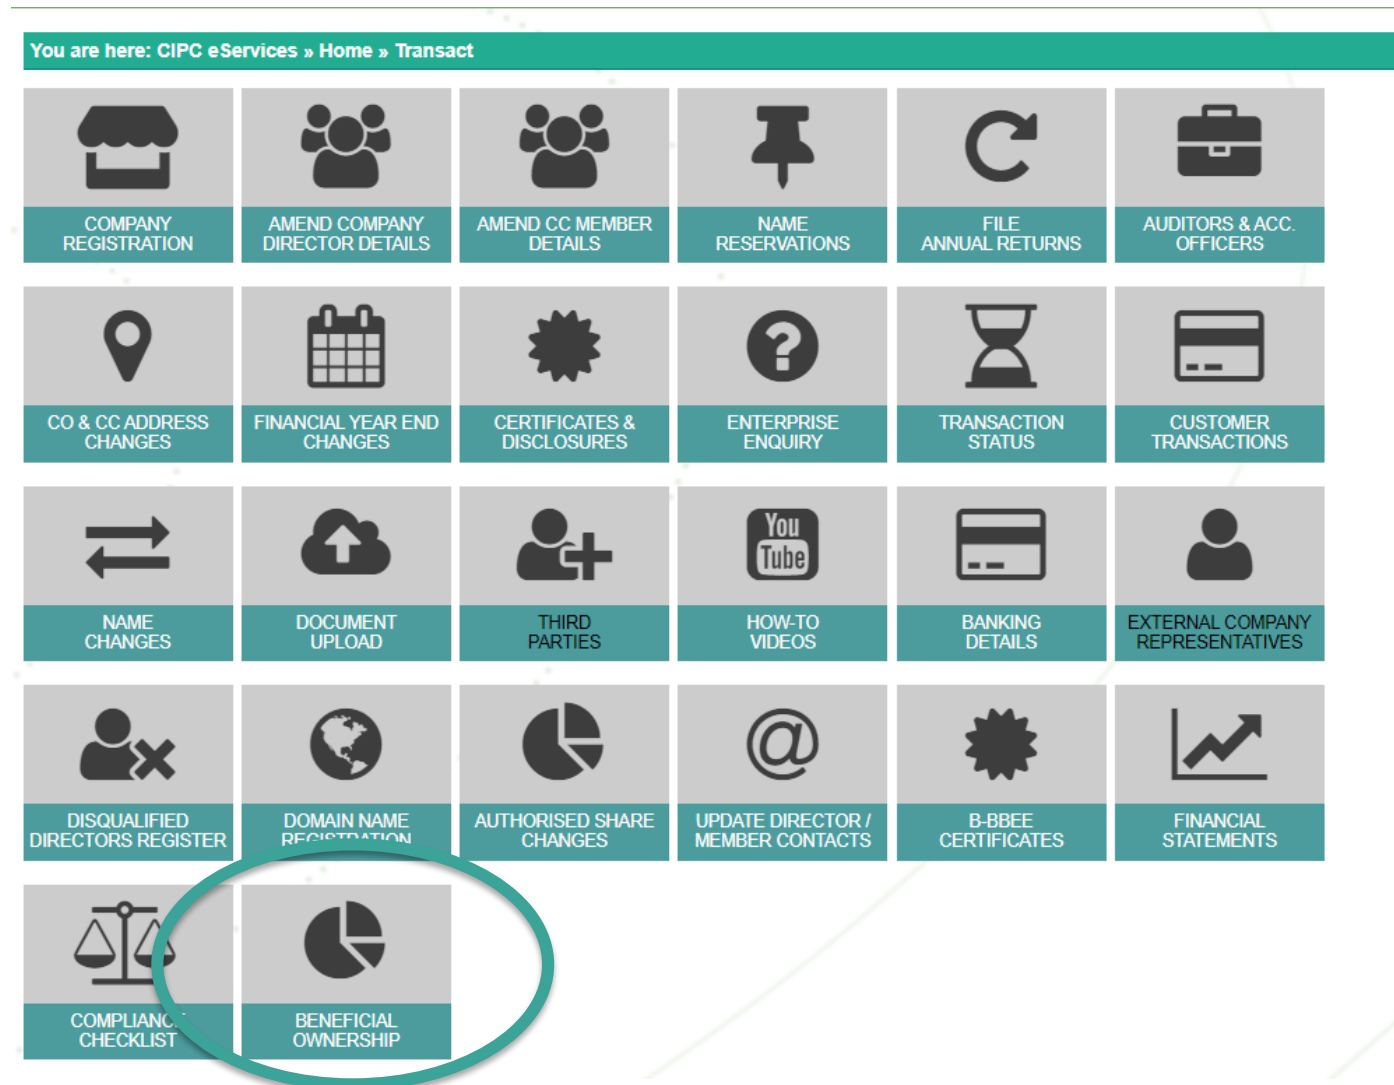 You are here: CIPC eServices » Home » Transact
COMPANY
REGISTRATION
AMEND COMPANY
DIRECTOR DETAILS
AMEND CC MEMBER
DETAILS
NAME
RESERVATIONS
FILE
ANNUAL RETURNS
AUDITORS & ACC.
OFFICERS
CO & CC ADDRESS
CHANGES
FINANCIAL YEAR END
CHANGES
CERTIFICATES &
DISCLOSURES
ENTERPRISE
ENQUIRY
TRANSACTION
STATUS
CUSTOMER
TRANSACTIONS
NAME
CHANGES
DOCUMENT
UPLOAD
THIRD
PARTIES
You
Tube
HOW-TO
VIDEOS
BANKING
DETAILS
EXTERNAL COMPANY
REPRESENTATIVES
DISQUALIFIED
DIRECTORS REGISTER
DOMAIN NAME
REGISTRATION
AUTHORISED SHARE
CHANGES
@
UPDATE DIRECTOR /
MEMBER CONTACTS
B-BBEE
CERTIFICATES
FINANCIAL
STATEMENTS
COMPLIANCE
CHECKLIST
BENEFICIAL
OWNERSHIP